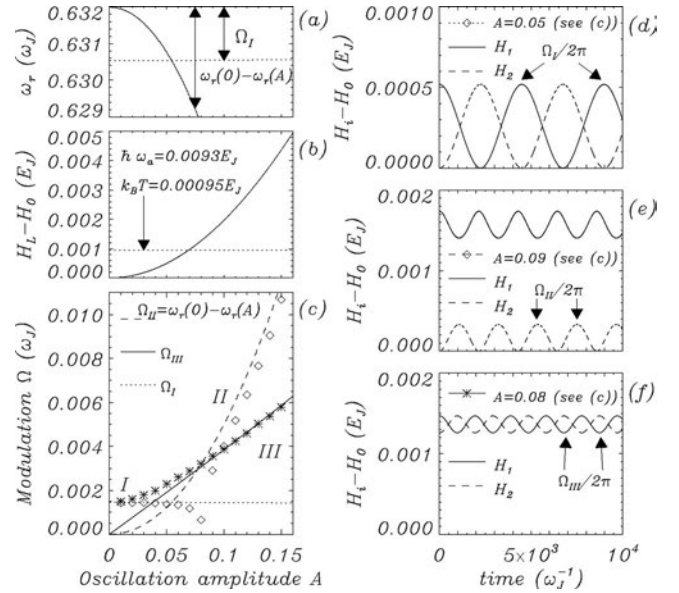 (a)
ω_r (ω_J)
0.632
0.631
0.630
0.629
Ω_I
ω_r(0)−ω_r(A)
(b)
H_L−H_0 (E_J)
0.005
0.004
0.003
0.002
0.001
0.000
ħ ω_a=0.0093E_J
k_BT=0.00095E_J
(c)
Modulation Ω (ω_J)
0.010
0.008
0.006
0.004
0.002
0.000
Ω_II=ω_r(0)−ω_r(A)
Ω_III
Ω_I
I
II
III
0
0.05
0.10
0.15
Oscillation amplitude A
(d)
H_i−H_0 (E_J)
0.0010
0.0005
0.0000
A=0.05 (see (c))
H_1
H_2
Ω_I/2π
(e)
H_i−H_0 (E_J)
0.002
0.001
0.000
A=0.09 (see (c))
H_1
H_2
Ω_II/2π
(f)
H_i−H_0 (E_J)
0.002
0.001
0.000
A=0.08 (see (c))
H_1
H_2
Ω_III/2π
0
5×10^3
10^4
time (ω_J^-1)